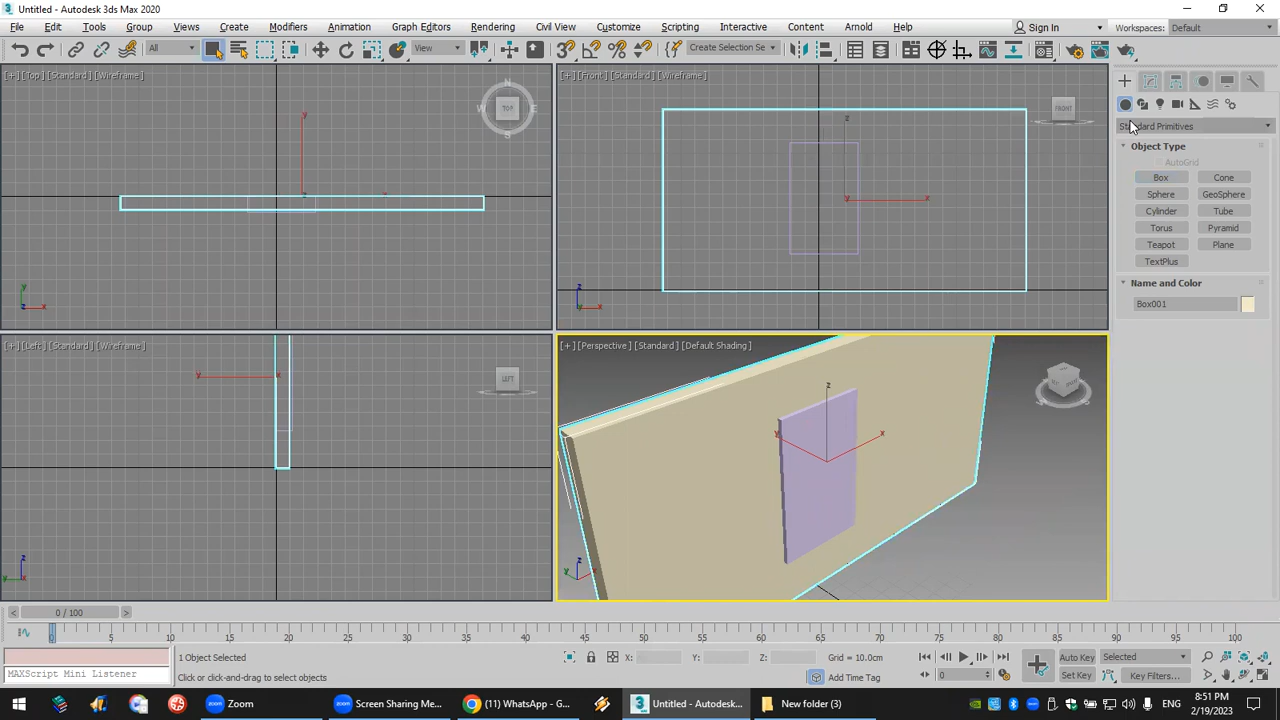 Untitled - Autodesk 3ds Max 2020
File Edit Tools Group Views Create Modifiers Animation Graph Editors Rendering Civil View Customize Scripting Interactive Content Arnold Help Sign In Workspaces: Default
All View Create Selection Se
[+] [Top] [Standard] [Wireframe]
N
W TOP E
y
z x
y
z x
[+] [Front] [Standard] [Wireframe]
FRONT
z
y x
z
x
Standard Primitives
Object Type
AutoGrid
Box Cone
Sphere GeoSphere
Cylinder Tube
Torus Pyramid
Teapot Plane
TextPlus
Name and Color
Box001
[+] [Left] [Standard] [Wireframe]
LEFT
y x
z
y
[+] [Perspective] [Standard] [Default Shading]
z
y x
z
y
0 / 100
0 5 10 15 20 25 30 35 40 45 50 55 60 65 70 75 80 85 90 95 100
1 Object Selected
MAXScript Mini Listener
Click or click-and-drag to select objects
X: Y: Z: Grid = 10.0cm
Add Time Tag
0
Auto Key Selected
Set Key Key Filters...
Zoom
Screen Sharing Me...
(11) WhatsApp - G...
Untitled - Autodesk...
New folder (3)
8:51 PM
2/19/2023